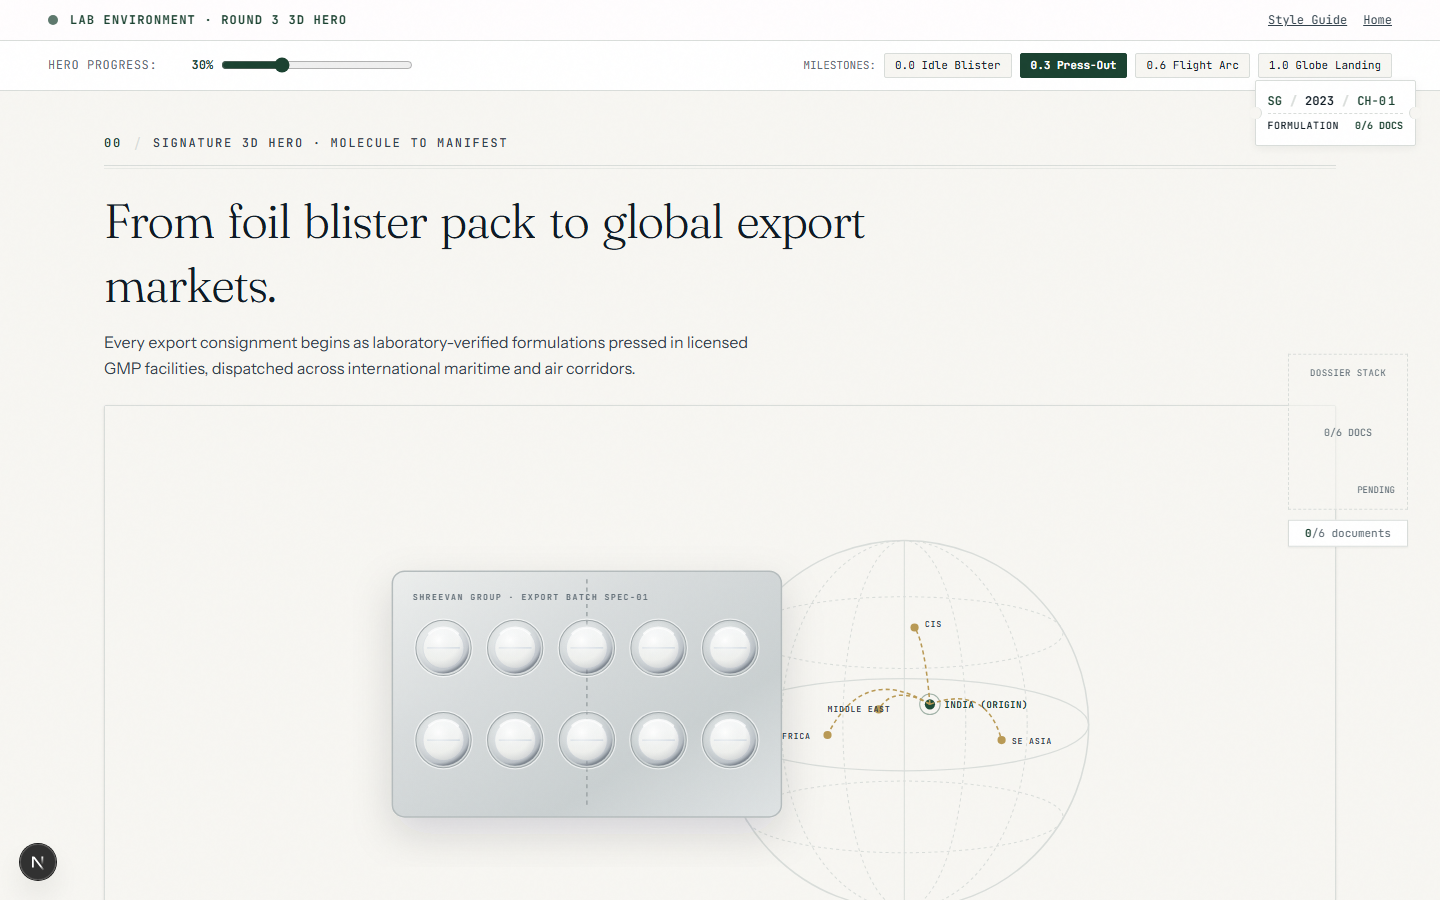 LAB ENVIRONMENT · ROUND 3 3D HERO
Style Guide Home
HERO PROGRESS: 30%
MILESTONES: 0.0 Idle Blister 0.3 Press-Out 0.6 Flight Arc 1.0 Globe Landing
SG / 2023 / CH-01
FORMULATION 0/6 DOCS
00 / SIGNATURE 3D HERO · MOLECULE TO MANIFEST
From foil blister pack to global export
markets.
Every export consignment begins as laboratory-verified formulations pressed in licensed
GMP facilities, dispatched across international maritime and air corridors.
DOSSIER STACK
0/6 DOCS
PENDING
0/6 documents
SHREEVAN GROUP · EXPORT BATCH SPEC-01
CIS
MIDDLE EAST
INDIA (ORIGIN)
FRICA
SE ASIA
N